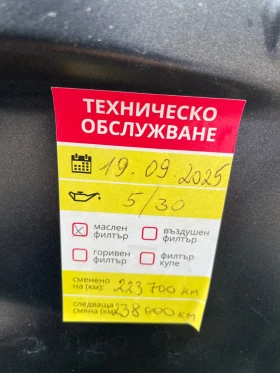 ТЕХНИЧЕСКО
ОБСЛУЖВАНЕ
19.09.2025
5/30
маслен филтър
въздушен филтър
горивен филтър
филтър купе
сменено на (км): 223 700 км
следваща смяна (км): 238 000 км